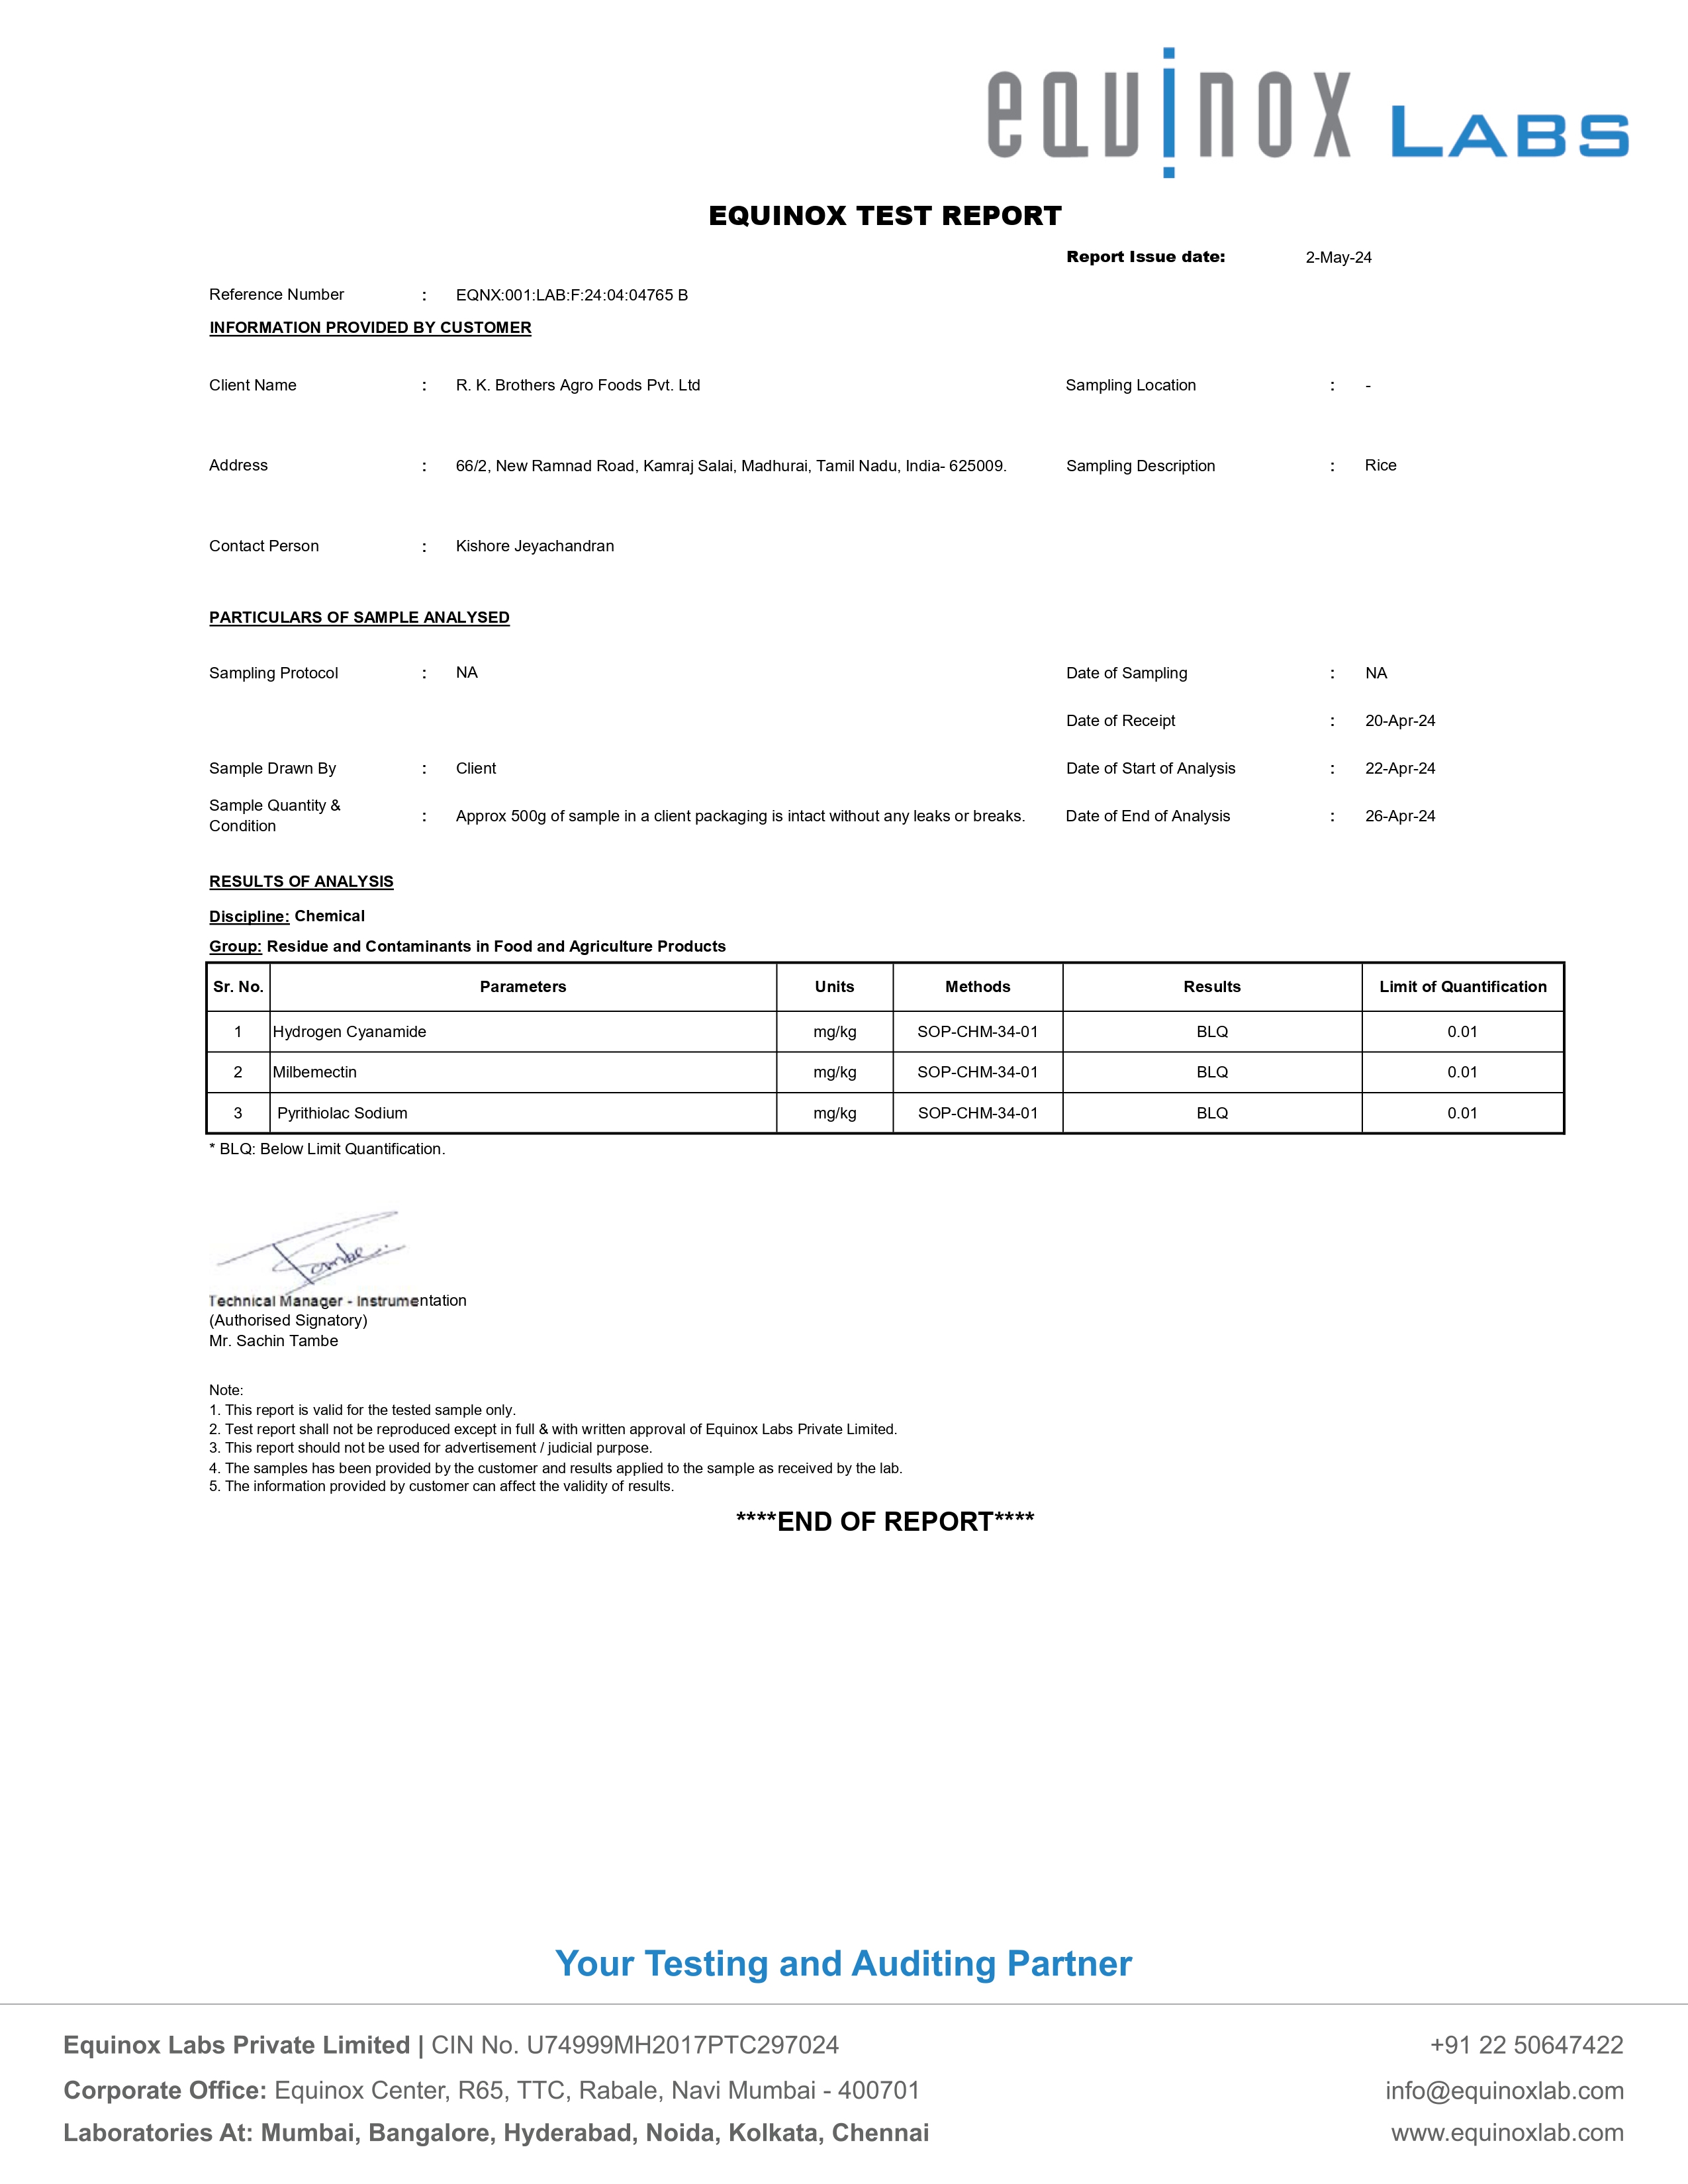 equinox LABS
EQUINOX TEST REPORT
Report Issue date: 2-May-24
Reference Number : EQNX:001:LAB:F:24:04:04765 B
INFORMATION PROVIDED BY CUSTOMER
Client Name : R. K. Brothers Agro Foods Pvt. Ltd Sampling Location : -
Address : 66/2, New Ramnad Road, Kamraj Salai, Madhurai, Tamil Nadu, India- 625009. Sampling Description : Rice
Contact Person : Kishore Jeyachandran
PARTICULARS OF SAMPLE ANALYSED
Sampling Protocol : NA Date of Sampling : NA
Date of Receipt : 20-Apr-24
Sample Drawn By : Client Date of Start of Analysis : 22-Apr-24
Sample Quantity &
Condition : Approx 500g of sample in a client packaging is intact without any leaks or breaks. Date of End of Analysis : 26-Apr-24
RESULTS OF ANALYSIS
Discipline: Chemical
Group: Residue and Contaminants in Food and Agriculture Products
Sr. No. Parameters Units Methods Results Limit of Quantification
1 Hydrogen Cyanamide mg/kg SOP-CHM-34-01 BLQ 0.01
2 Milbemectin mg/kg SOP-CHM-34-01 BLQ 0.01
3 Pyrithiolac Sodium mg/kg SOP-CHM-34-01 BLQ 0.01
* BLQ: Below Limit Quantification.
Tambe
Technical Manager - Instrumentation
(Authorised Signatory)
Mr. Sachin Tambe
Note:
1. This report is valid for the tested sample only.
2. Test report shall not be reproduced except in full & with written approval of Equinox Labs Private Limited.
3. This report should not be used for advertisement / judicial purpose.
4. The samples has been provided by the customer and results applied to the sample as received by the lab.
5. The information provided by customer can affect the validity of results.
****END OF REPORT****
Your Testing and Auditing Partner
Equinox Labs Private Limited | CIN No. U74999MH2017PTC297024 +91 22 50647422
Corporate Office: Equinox Center, R65, TTC, Rabale, Navi Mumbai - 400701 info@equinoxlab.com
Laboratories At: Mumbai, Bangalore, Hyderabad, Noida, Kolkata, Chennai www.equinoxlab.com